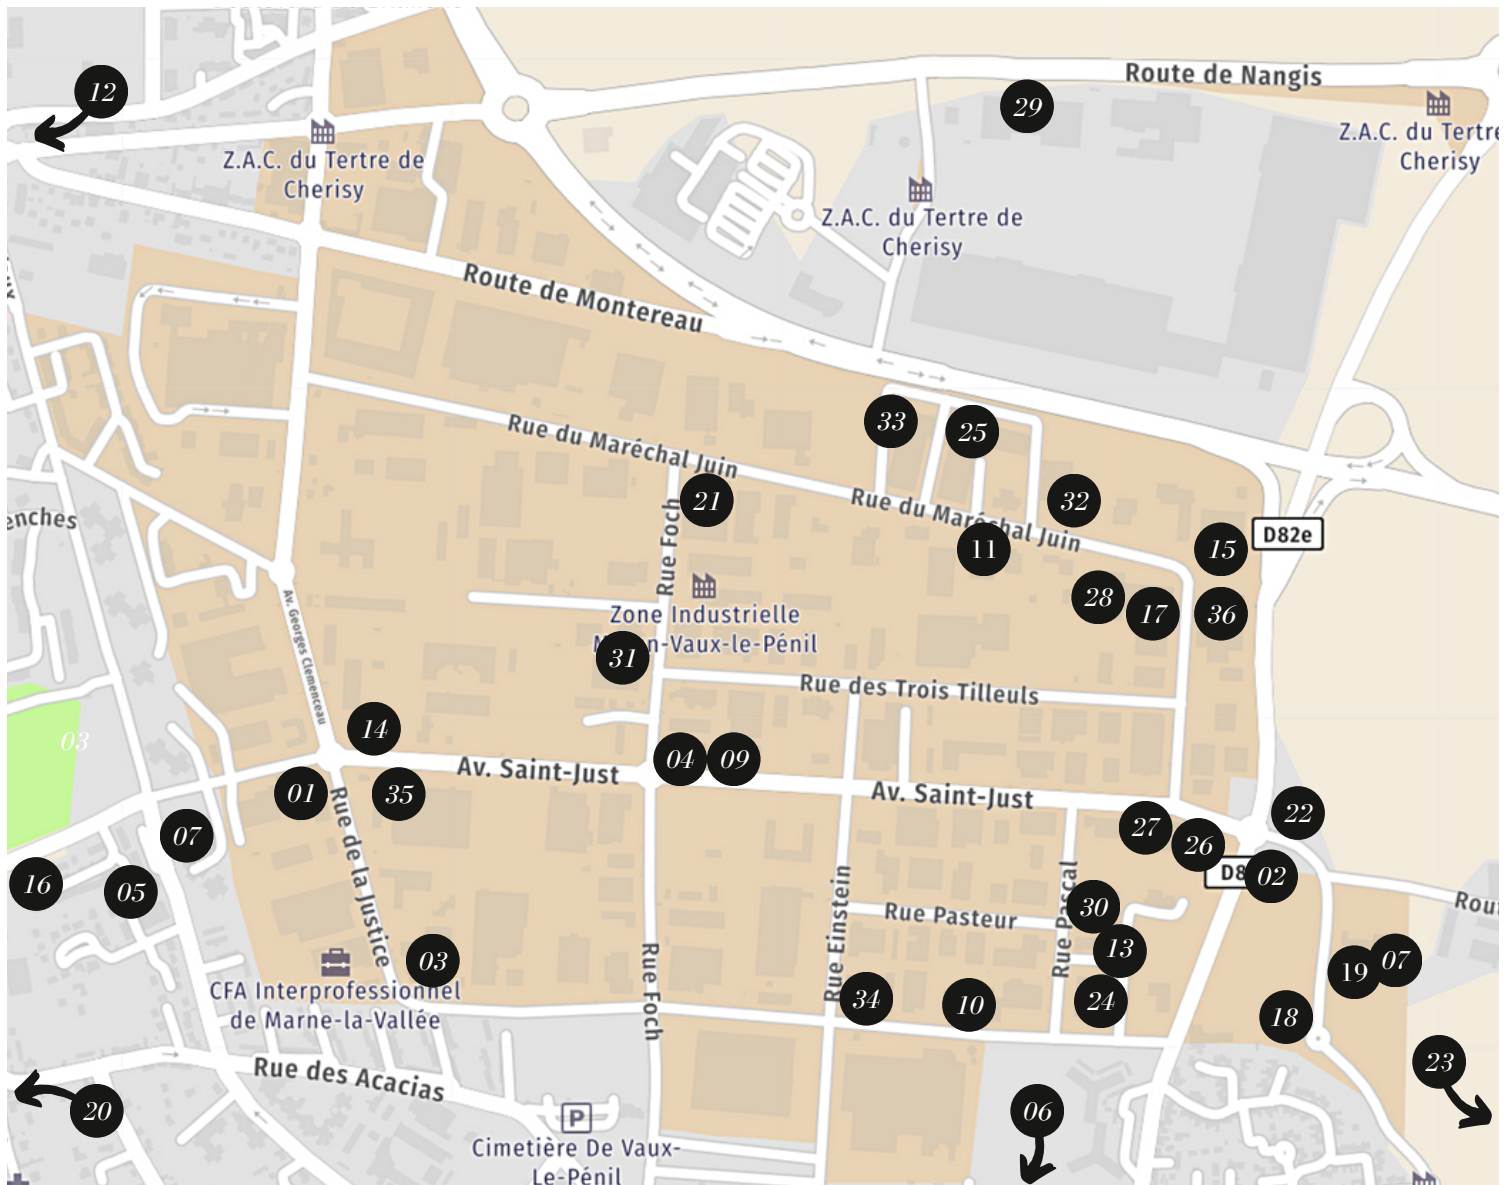 12
Route de Nangis
29
Z.A.C. du Tertre de
Cherisy
Z.A.C. du Tertre
Cherisy
Z.A.C. du Tertre de
Cherisy
Route de Montereau
33
25
Rue du Maréchal Juin
21
Rue du Maréchal Juin
32
11
15
D82e
enches
Rue Foch
28
17
36
Zone Industrielle
n-Vaux-le-Pénil
31
Av. Georges Clemenceau
Rue des Trois Tilleuls
14
03
04
09
Av. Saint-Just
Av. Saint-Just
01
35
07
27
26
22
16
05
D8
02
Rue de la Justice
Rue Einstein
Rue Pascal
30
Rue Pasteur
Rout
13
03
19
07
CFA Interprofessionnel
de Marne-la-Vallée
Rue Foch
34
10
24
18
23
Rue des Acacias
20
06
P
Cimetière De Vaux-
Le-Pénil